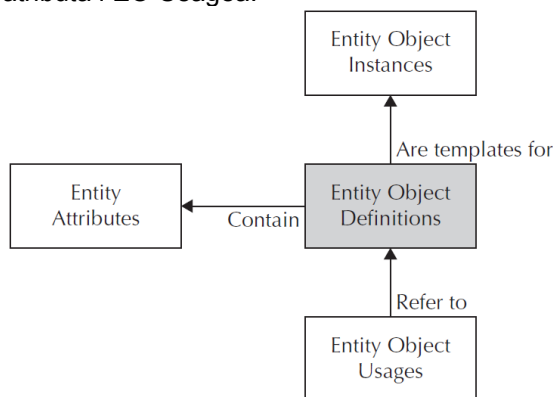 Entity Object
Instances
Are templates for
Entity
Attributes
Contain
Entity Object
Definitions
Refer to
Entity Object
Usages